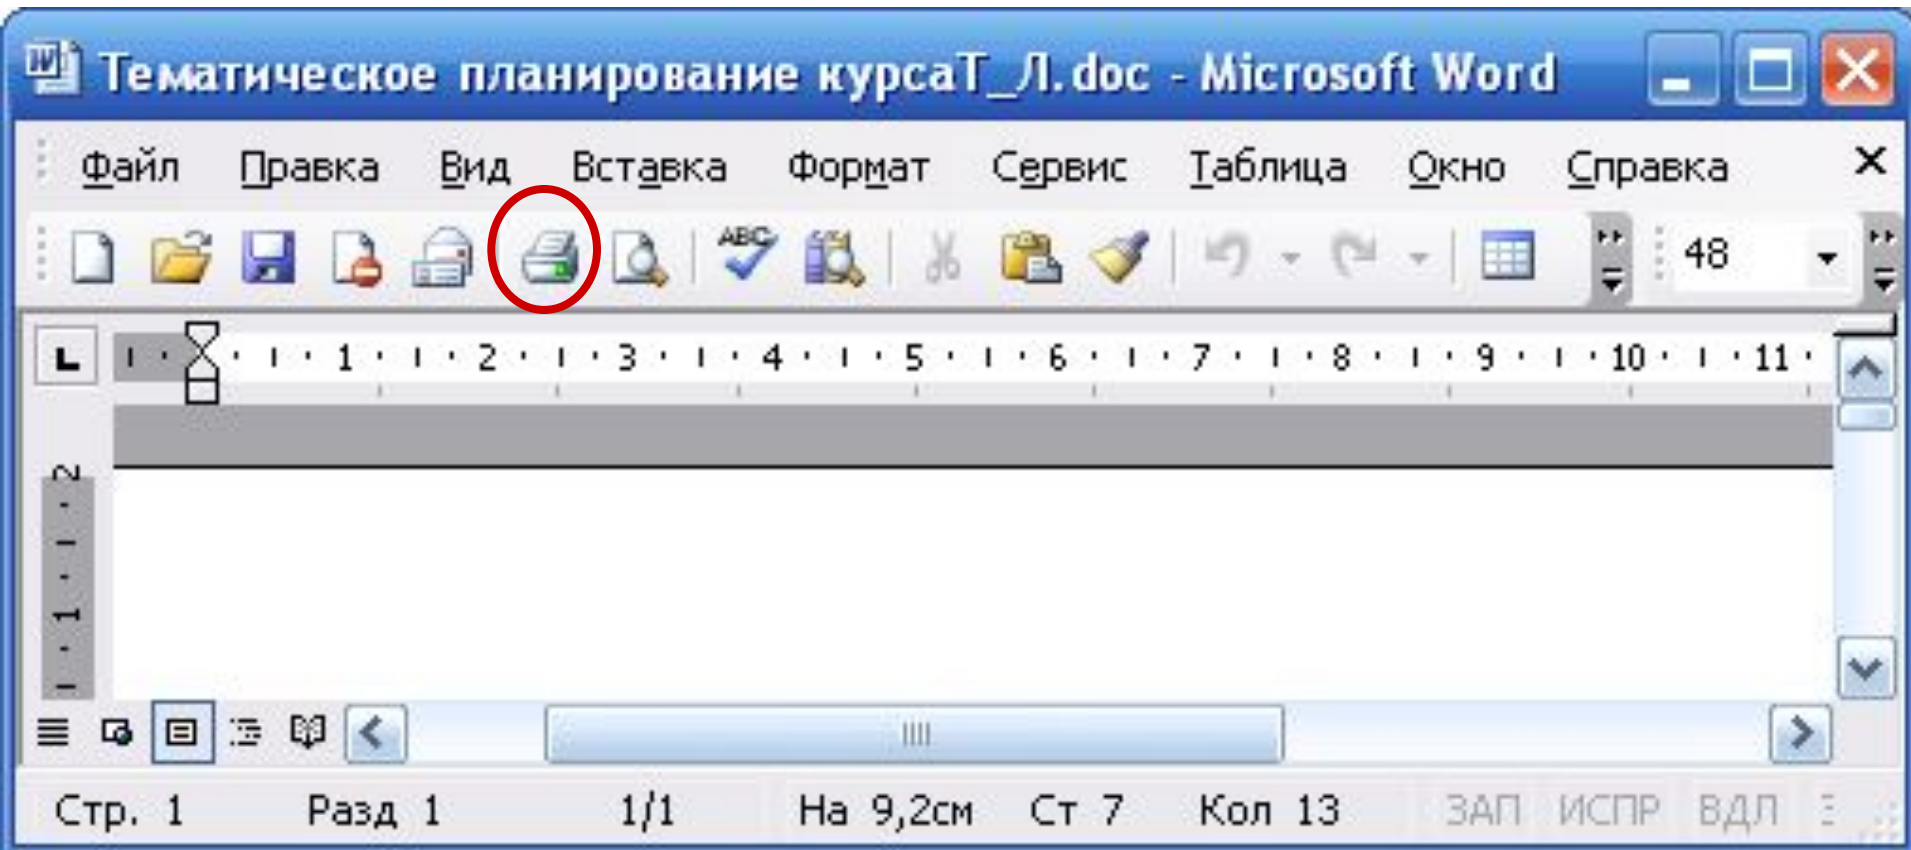 Тематическое планирование курсаТ_Л.doc - Microsoft Word
Файл Правка Вид Вставка Формат Сервис Таблица Окно Справка
ABC 48
L 1 2 3 4 5 6 7 8 9 10 11
2
1
Стр. 1 Разд 1 1/1 На 9,2см Ст 7 Кол 13 ЗАП ИСПР ВДЛ